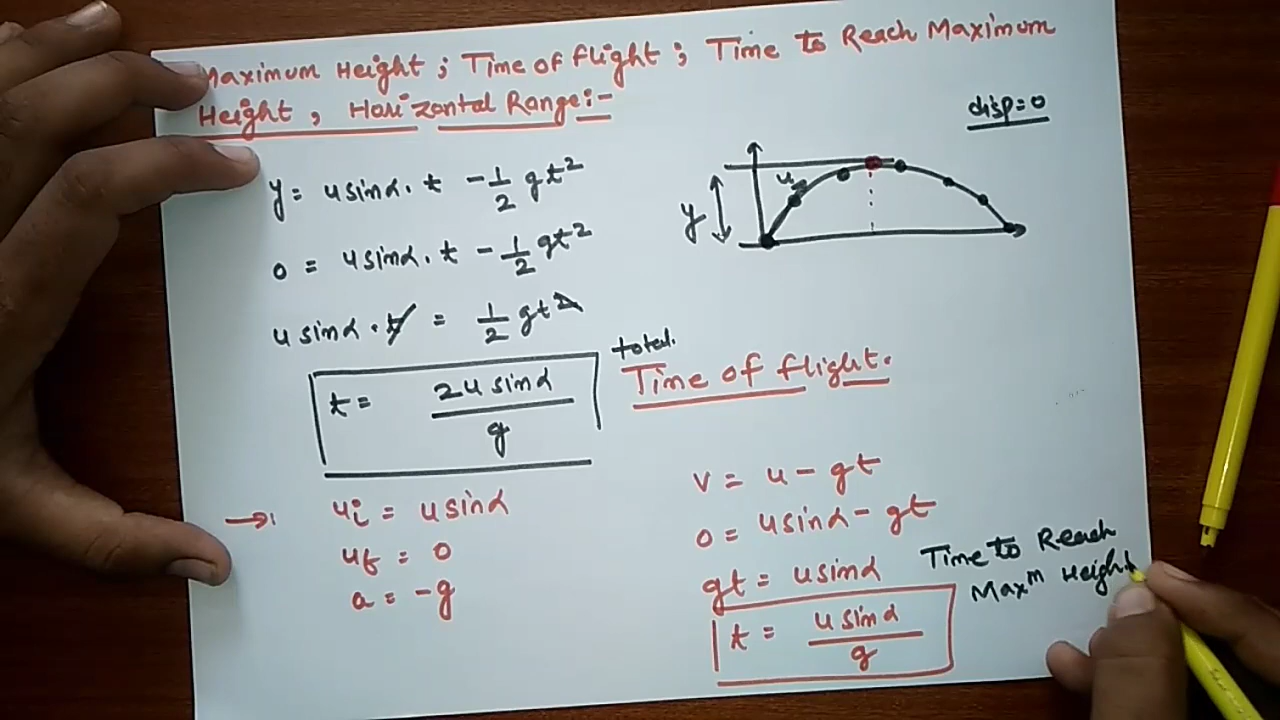 Maximum Height ; Time of flight ; Time to Reach Maximum
Height , Horizontal Range :-
disp = 0
y = u sinα . t - 1/2 gt²
0 = u sinα . t - 1/2 gt²
u sinα . t = 1/2 gt²
t = 2u sinα / g
total.
Time of flight.
u
y
→ ui = u sinα
uf = 0
a = -g
v = u - gt
0 = u sinα - gt
gt = u sinα
t = u sinα / g
Time to Reach
Maxᵐ Height